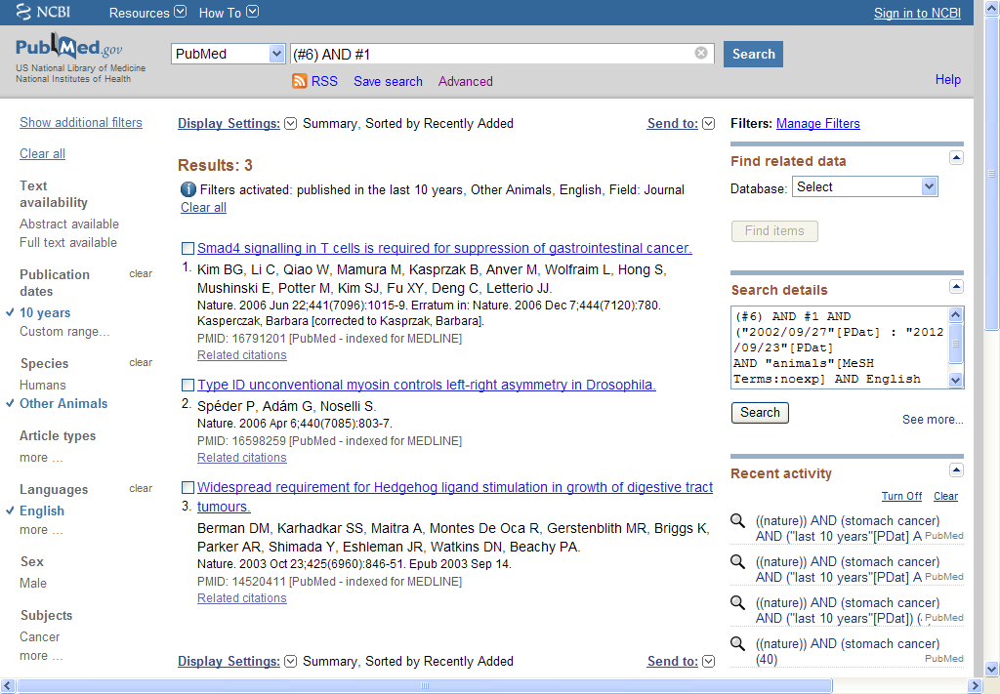 NCBI Resources How To Sign in to NCBI
PubMed.gov
US National Library of Medicine
National Institutes of Health
PubMed (#6) AND #1 Search
RSS Save search Advanced Help
Show additional filters
Clear all
Text
availability
Abstract available
Full text available
Publication clear
dates
10 years
Custom range...
Species clear
Humans
Other Animals
Article types
more ...
Languages clear
English
more ...
Sex
Male
Subjects
Cancer
more ...
Display Settings: Summary, Sorted by Recently Added Send to:
Results: 3
Filters activated: published in the last 10 years, Other Animals, English, Field: Journal
Clear all
Smad4 signalling in T cells is required for suppression of gastrointestinal cancer.
1. Kim BG, Li C, Qiao W, Mamura M, Kasprzak B, Anver M, Wolfraim L, Hong S,
Mushinski E, Potter M, Kim SJ, Fu XY, Deng C, Letterio JJ.
Nature. 2006 Jun 22;441(7096):1015-9. Erratum in: Nature. 2006 Dec 7;444(7120):780.
Kasperczak, Barbara [corrected to Kasprzak, Barbara].
PMID: 16791201 [PubMed - indexed for MEDLINE]
Related citations
Type ID unconventional myosin controls left-right asymmetry in Drosophila.
2. Spéder P, Adám G, Noselli S.
Nature. 2006 Apr 6;440(7085):803-7.
PMID: 16598259 [PubMed - indexed for MEDLINE]
Related citations
Widespread requirement for Hedgehog ligand stimulation in growth of digestive tract
3. tumours.
Berman DM, Karhadkar SS, Maitra A, Montes De Oca R, Gerstenblith MR, Briggs K,
Parker AR, Shimada Y, Eshleman JR, Watkins DN, Beachy PA.
Nature. 2003 Oct 23;425(6960):846-51. Epub 2003 Sep 14.
PMID: 14520411 [PubMed - indexed for MEDLINE]
Related citations
Display Settings: Summary, Sorted by Recently Added Send to:
Filters: Manage Filters
Find related data
Database: Select
Find items
Search details
(#6) AND #1 AND
("2002/09/27"[PDat] : "2012
/09/23"[PDat]
AND "animals"[MeSH
Terms:noexp] AND English
Search
See more...
Recent activity
Turn Off Clear
((nature)) AND (stomach cancer)
AND ("last 10 years"[PDat] A PubMed
((nature)) AND (stomach cancer)
AND ("last 10 years"[PDat] A PubMed
((nature)) AND (stomach cancer)
AND ("last 10 years"[PDat]) (4 PubMed
((nature)) AND (stomach cancer)
(40) PubMed